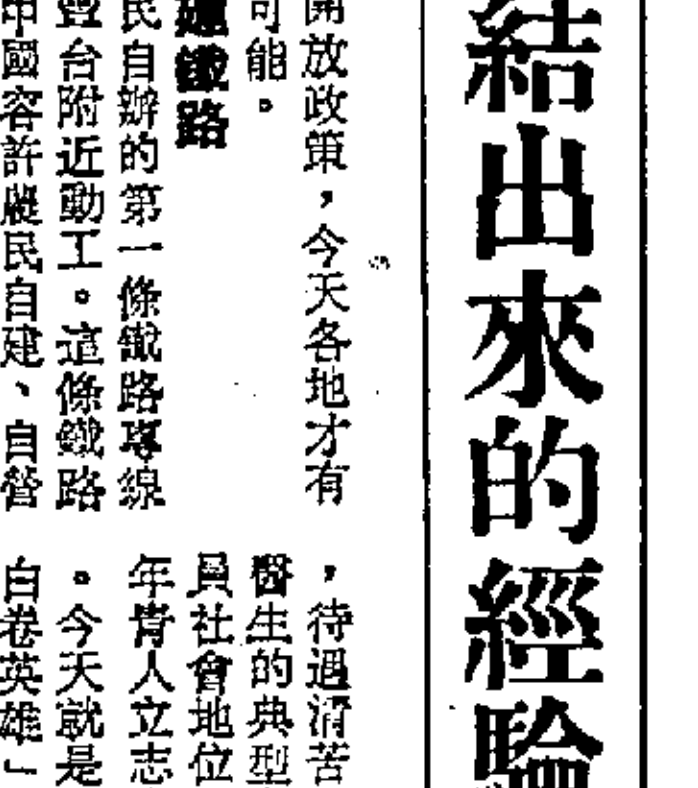 結出來的經驗
開放政策，今天各地才有
可能。
建鐵路
民自辦的第一條鐵路專線
豐台附近動工。這條鐵路
中國容許農民自建、自營
，待遇清苦
醫生的典型
員社會地位
年青人立志
。今天就是
白卷英雄」